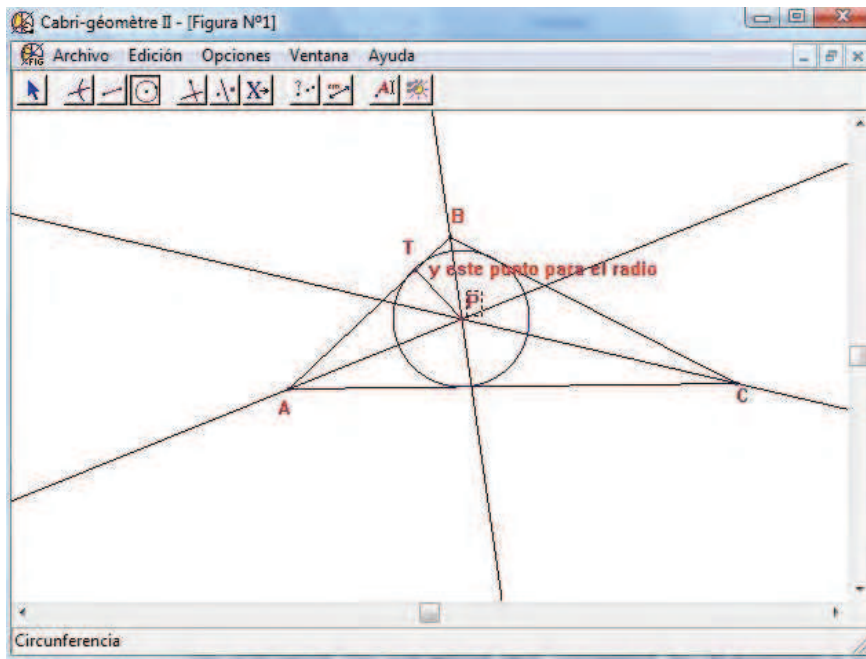 Cabri-géomètre II - [Figura Nº1]
Archivo Edición Opciones Ventana Ayuda
B
T
y este punto para el radio
P
A
C
Circunferencia